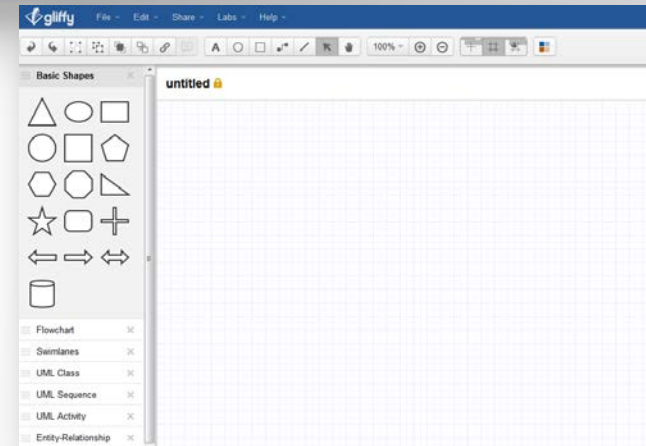 gliffy File Edit Share Labs Help
A 100%
Basic Shapes
untitled
Flowchart
Swimlanes
UML Class
UML Sequence
UML Activity
Entity-Relationship